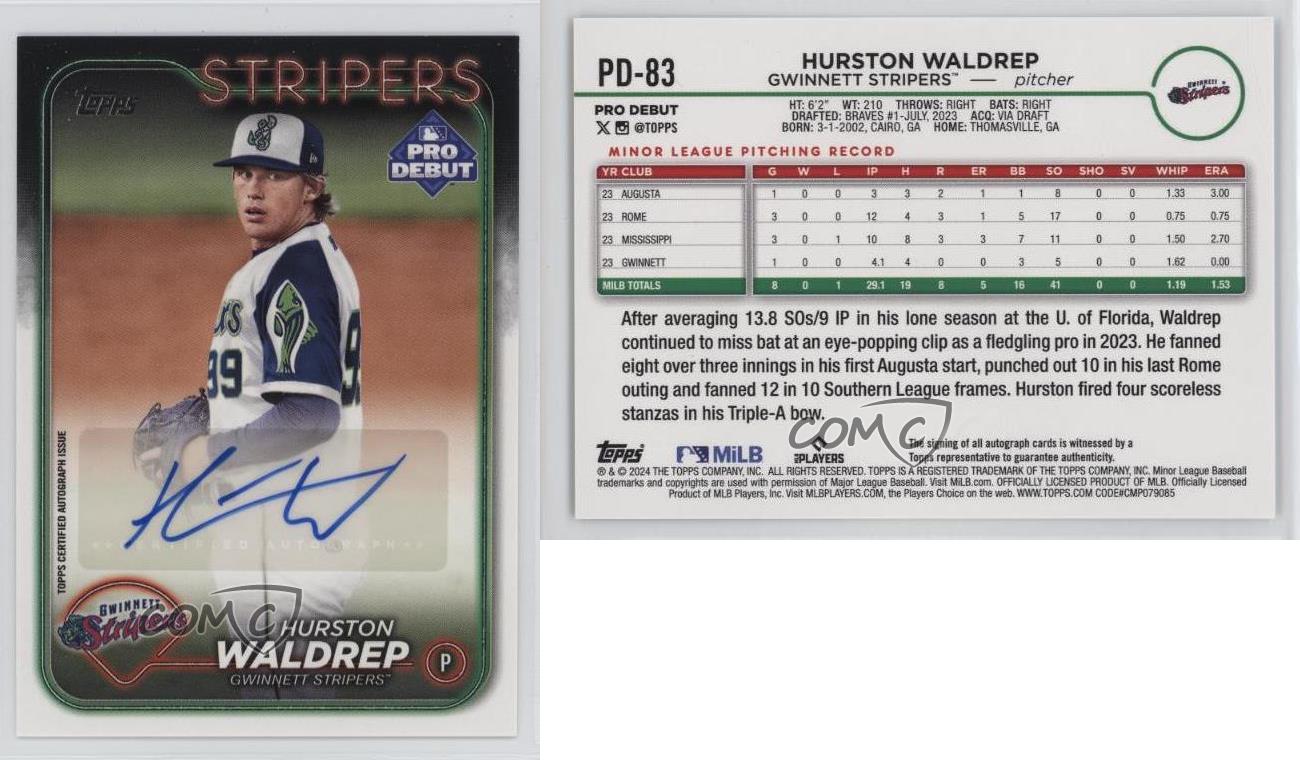 STRIPERS
topps
PRO
DEBUT
99
TOPPS CERTIFIED AUTOGRAPH ISSUE
CERTIFIED AUTOGRAPH
GWINNETT
Stripers
COMC
HURSTON
WALDREP
P
GWINNETT STRIPERS™
PD-83
HURSTON WALDREP
GWINNETT STRIPERS™ — pitcher
GWINNETT
Stripers
PRO DEBUT
@TOPPS
HT: 6'2" WT: 210 THROWS: RIGHT BATS: RIGHT
DRAFTED: BRAVES #1-JULY, 2023 ACQ: VIA DRAFT
BORN: 3-1-2002, CAIRO, GA HOME: THOMASVILLE, GA
MINOR LEAGUE PITCHING RECORD
YR CLUB G W L IP H R ER BB SO SHO SV WHIP ERA
23 AUGUSTA 1 0 0 3 3 2 1 1 8 0 0 1.33 3.00
23 ROME 3 0 0 12 4 3 1 5 17 0 0 0.75 0.75
23 MISSISSIPPI 3 0 1 10 8 3 3 7 11 0 0 1.50 2.70
23 GWINNETT 1 0 0 4.1 4 0 0 3 5 0 0 1.62 0.00
MILB TOTALS 8 0 1 29.1 19 8 5 16 41 0 0 1.19 1.53
After averaging 13.8 SOs/9 IP in his lone season at the U. of Florida, Waldrep
continued to miss bat at an eye-popping clip as a fledgling pro in 2023. He fanned
eight over three innings in his first Augusta start, punched out 10 in his last Rome
outing and fanned 12 in 10 Southern League frames. Hurston fired four scoreless
stanzas in his Triple-A bow.
COMC
topps
MiLB
PLAYERS
The signing of all autograph cards is witnessed by a
Topps representative to guarantee authenticity.
® & © 2024 THE TOPPS COMPANY, INC. ALL RIGHTS RESERVED. TOPPS IS A REGISTERED TRADEMARK OF THE TOPPS COMPANY, INC. Minor League Baseball
trademarks and copyrights are used with permission of Major League Baseball. Visit MiLB.com. OFFICIALLY LICENSED PRODUCT OF MLB. Officially Licensed
Product of MLB Players, Inc. Visit MLBPLAYERS.COM, the Players Choice on the web. WWW.TOPPS.COM CODE#CMP079085